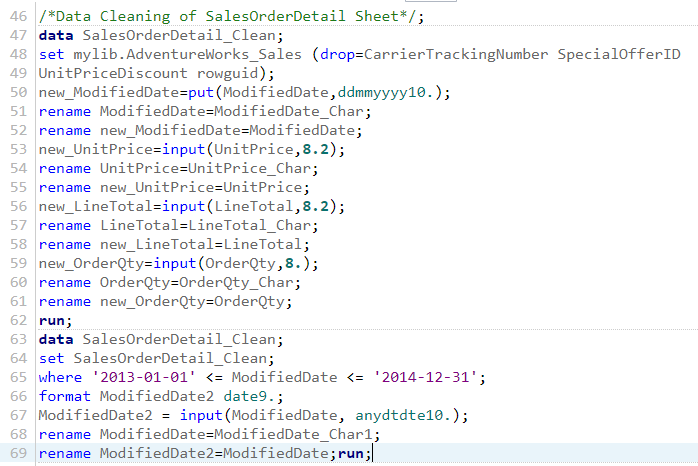 46 /*Data Cleaning of SalesOrderDetail Sheet*/;
47 data SalesOrderDetail_Clean;
48 set mylib.AdventureWorks_Sales (drop=CarrierTrackingNumber SpecialOfferID
49 UnitPriceDiscount rowguid);
50 new_ModifiedDate=put(ModifiedDate,ddmmyyyy10.);
51 rename ModifiedDate=ModifiedDate_Char;
52 rename new_ModifiedDate=ModifiedDate;
53 new_UnitPrice=input(UnitPrice,8.2);
54 rename UnitPrice=UnitPrice_Char;
55 rename new_UnitPrice=UnitPrice;
56 new_LineTotal=input(LineTotal,8.2);
57 rename LineTotal=LineTotal_Char;
58 rename new_LineTotal=LineTotal;
59 new_OrderQty=input(OrderQty,8.);
60 rename OrderQty=OrderQty_Char;
61 rename new_OrderQty=OrderQty;
62 run;
63 data SalesOrderDetail_Clean;
64 set SalesOrderDetail_Clean;
65 where '2013-01-01' <= ModifiedDate <= '2014-12-31';
66 format ModifiedDate2 date9.;
67 ModifiedDate2 = input(ModifiedDate, anydtdte10.);
68 rename ModifiedDate=ModifiedDate_Char1;
69 rename ModifiedDate2=ModifiedDate;run;